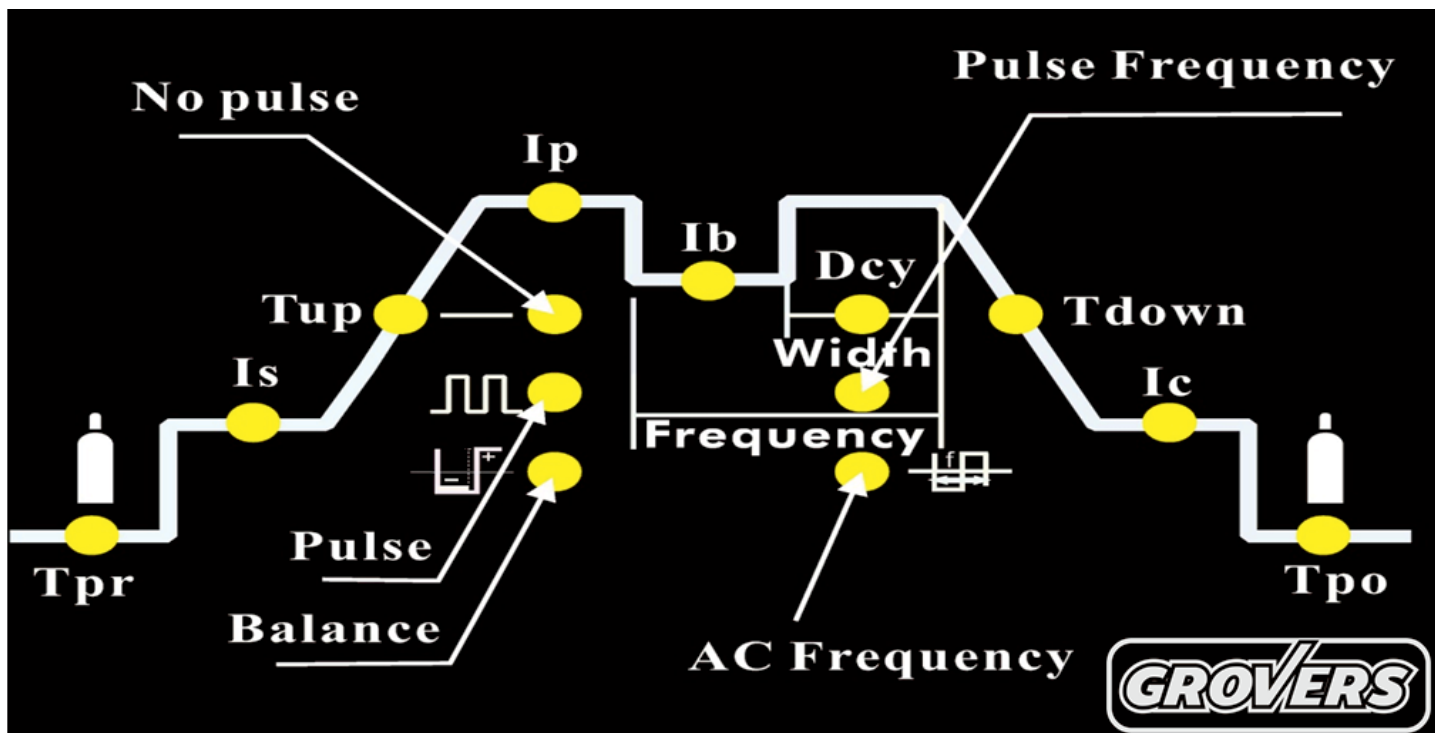 Pulse Frequency
No pulse
Ip
Ib
Dcy
Tup
Tdown
Width
Is
Ic
Frequency
+
-
f
Pulse
Tpr
Tpo
Balance
AC Frequency
GROVERS